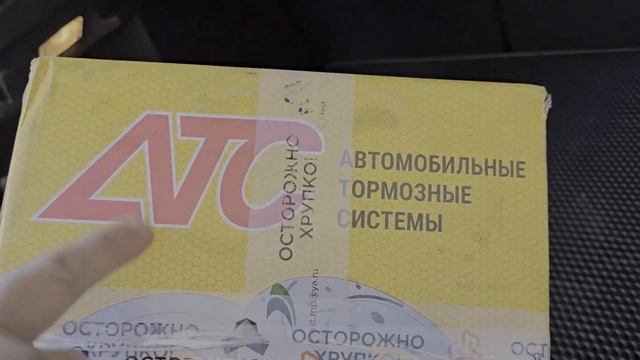 АТС
АВТОМОБИЛЬНЫЕ
ТОРМОЗНЫЕ
СИСТЕМЫ
ОСТОРОЖНО
ХРУПКО!
ОСТОРОЖНО
ХРУПКО!
ОСТОРОЖНО